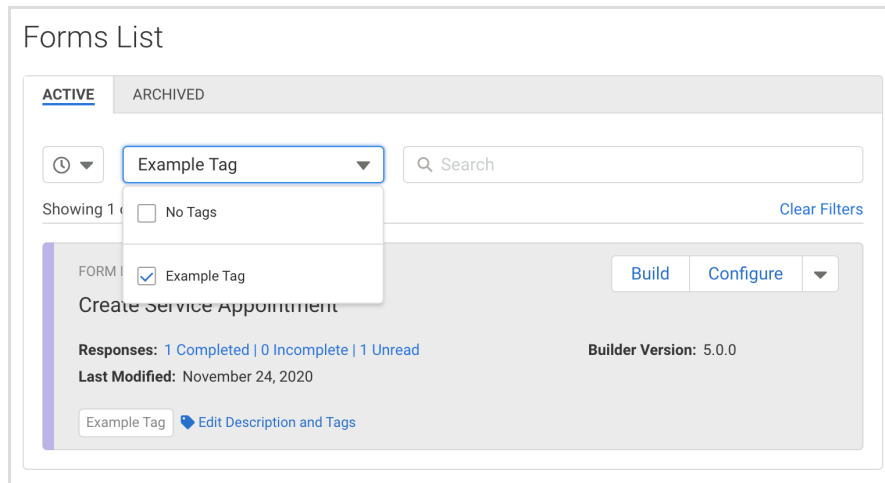 Forms List
ACTIVE ARCHIVED
Example Tag Search
Showing 1
Clear Filters
No Tags
Example Tag
FORM
Build Configure
Create Service Appointment
Responses: 1 Completed | 0 Incomplete | 1 Unread
Builder Version: 5.0.0
Last Modified: November 24, 2020
Example Tag Edit Description and Tags